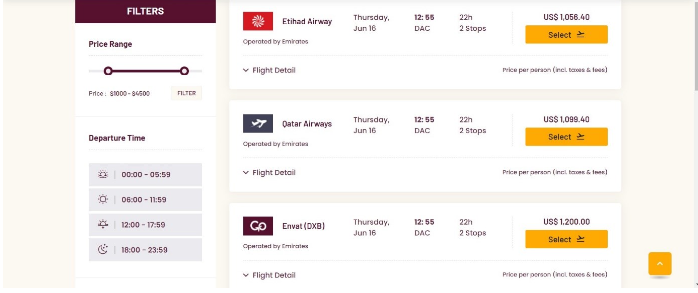 FILTERS
Price Range
Price : $1000 - $4500
FILTER
Departure Time
00:00 - 05:59
06:00 - 11:59
12:00 - 17:59
18:00 - 23:59
Etihad Airway
Operated by Emirates
Thursday,
Jun 16
12:55
DAC
22h
2 Stops
US$ 1,056.40
Select
Flight Detail
Price per person (incl. taxes & fees)
Qatar Airways
Operated by Emirates
Thursday,
Jun 16
12:55
DAC
22h
2 Stops
US$ 1,099.40
Select
Flight Detail
Price per person (incl. taxes & fees)
Envat (DXB)
Operated by Emirates
Thursday,
Jun 16
12:55
DAC
22h
2 Stops
US$ 1.200.00
Select
Flight Detail
Price per person (incl. taxes & fees)